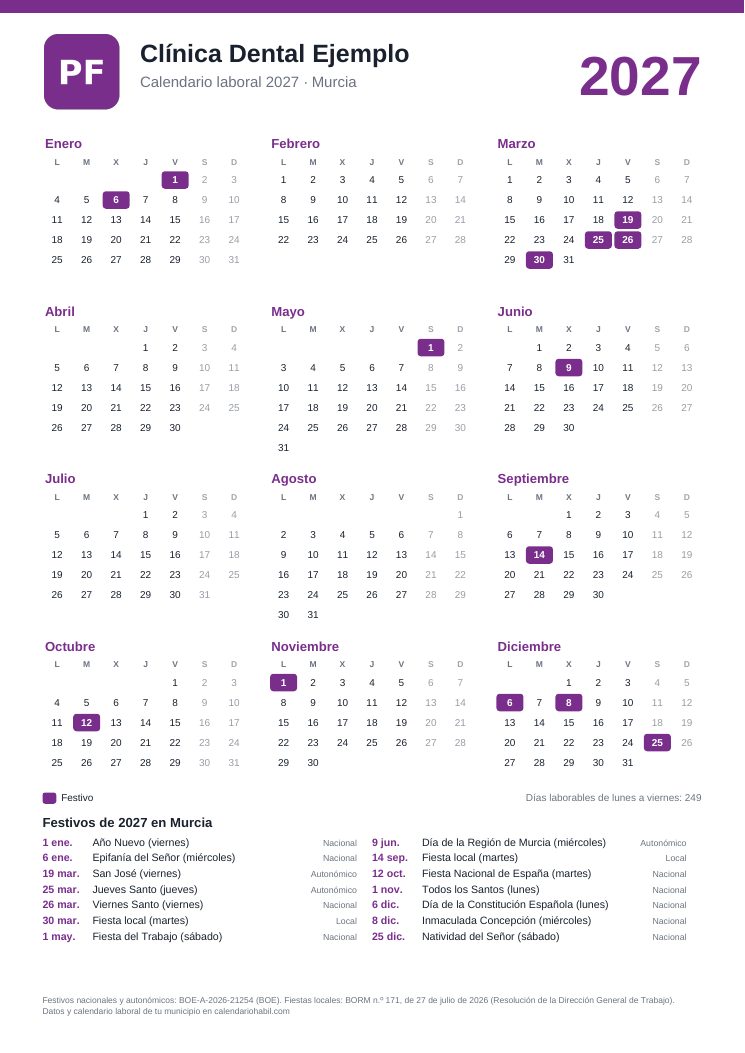 PF
Clínica Dental Ejemplo
Calendario laboral 2027 · Murcia
2027
Enero
L M X J V S D
1 2 3
4 5 6 7 8 9 10
11 12 13 14 15 16 17
18 19 20 21 22 23 24
25 26 27 28 29 30 31
Febrero
L M X J V S D
1 2 3 4 5 6 7
8 9 10 11 12 13 14
15 16 17 18 19 20 21
22 23 24 25 26 27 28
Marzo
L M X J V S D
1 2 3 4 5 6 7
8 9 10 11 12 13 14
15 16 17 18 19 20 21
22 23 24 25 26 27 28
29 30 31
Abril
L M X J V S D
1 2 3 4
5 6 7 8 9 10 11
12 13 14 15 16 17 18
19 20 21 22 23 24 25
26 27 28 29 30
Mayo
L M X J V S D
1 2
3 4 5 6 7 8 9
10 11 12 13 14 15 16
17 18 19 20 21 22 23
24 25 26 27 28 29 30
31
Junio
L M X J V S D
1 2 3 4 5 6
7 8 9 10 11 12 13
14 15 16 17 18 19 20
21 22 23 24 25 26 27
28 29 30
Julio
L M X J V S D
1 2 3 4
5 6 7 8 9 10 11
12 13 14 15 16 17 18
19 20 21 22 23 24 25
26 27 28 29 30 31
Agosto
L M X J V S D
1
2 3 4 5 6 7 8
9 10 11 12 13 14 15
16 17 18 19 20 21 22
23 24 25 26 27 28 29
30 31
Septiembre
L M X J V S D
1 2 3 4 5
6 7 8 9 10 11 12
13 14 15 16 17 18 19
20 21 22 23 24 25 26
27 28 29 30
Octubre
L M X J V S D
1 2 3
4 5 6 7 8 9 10
11 12 13 14 15 16 17
18 19 20 21 22 23 24
25 26 27 28 29 30 31
Noviembre
L M X J V S D
1 2 3 4 5 6 7
8 9 10 11 12 13 14
15 16 17 18 19 20 21
22 23 24 25 26 27 28
29 30
Diciembre
L M X J V S D
1 2 3 4 5
6 7 8 9 10 11 12
13 14 15 16 17 18 19
20 21 22 23 24 25 26
27 28 29 30 31
Festivo
Días laborables de lunes a viernes: 249
Festivos de 2027 en Murcia
1 ene. Año Nuevo (viernes) Nacional
6 ene. Epifanía del Señor (miércoles) Nacional
19 mar. San José (viernes) Autonómico
25 mar. Jueves Santo (jueves) Autonómico
26 mar. Viernes Santo (viernes) Nacional
30 mar. Fiesta local (martes) Local
1 may. Fiesta del Trabajo (sábado) Nacional
9 jun. Día de la Región de Murcia (miércoles) Autonómico
14 sep. Fiesta local (martes) Local
12 oct. Fiesta Nacional de España (martes) Nacional
1 nov. Todos los Santos (lunes) Nacional
6 dic. Día de la Constitución Española (lunes) Nacional
8 dic. Inmaculada Concepción (miércoles) Nacional
25 dic. Natividad del Señor (sábado) Nacional
Festivos nacionales y autonómicos: BOE-A-2026-21254 (BOE). Fiestas locales: BORM n.º 171, de 27 de julio de 2026 (Resolución de la Dirección General de Trabajo).
Datos y calendario laboral de tu municipio en calendariohabil.com